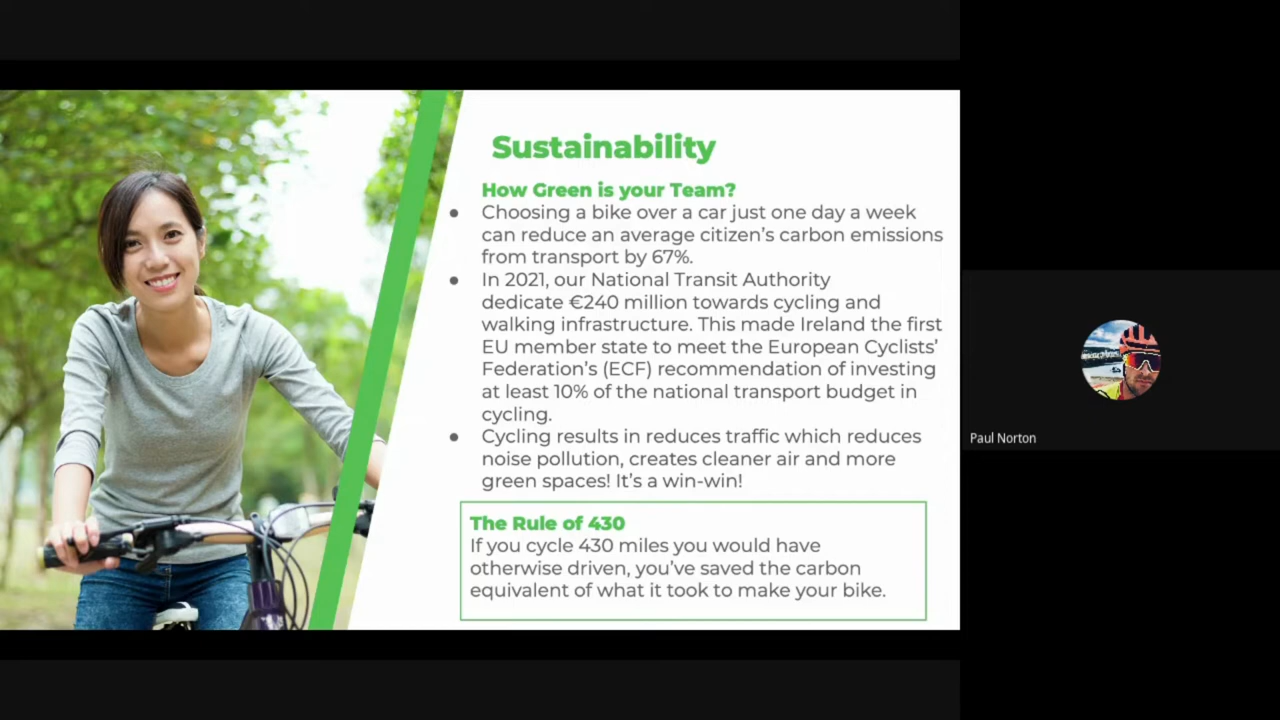 Sustainability
How Green is your Team?
● Choosing a bike over a car just one day a week
can reduce an average citizen's carbon emissions
from transport by 67%.
● In 2021, our National Transit Authority
dedicate €240 million towards cycling and
walking infrastructure. This made Ireland the first
EU member state to meet the European Cyclists'
Federation's (ECF) recommendation of investing
at least 10% of the national transport budget in
cycling.
● Cycling results in reduces traffic which reduces
noise pollution, creates cleaner air and more
green spaces! It's a win-win!
The Rule of 430
If you cycle 430 miles you would have
otherwise driven, you've saved the carbon
equivalent of what it took to make your bike.
Paul Norton